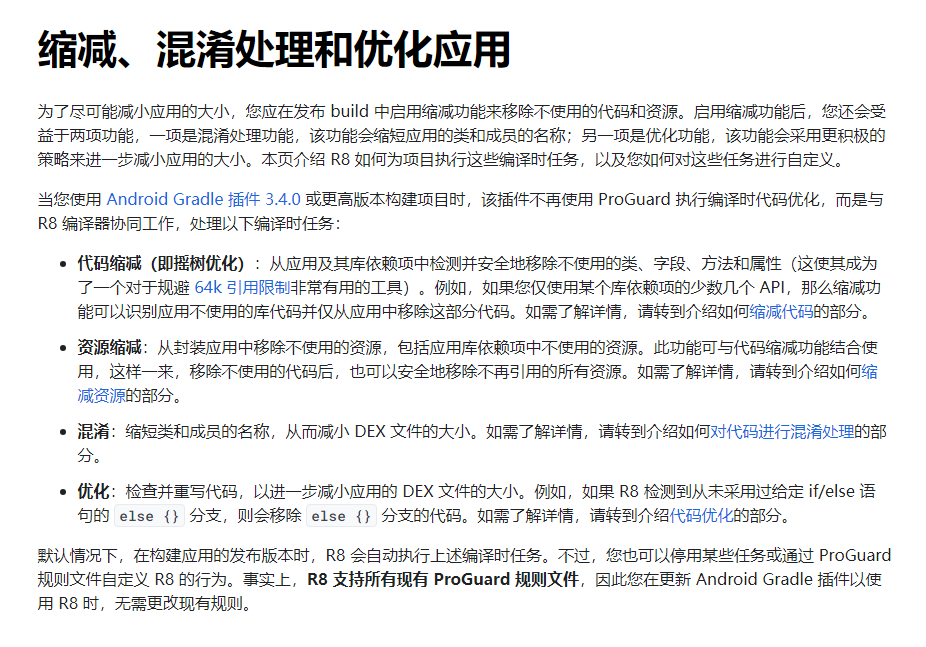 缩减、混淆处理和优化应用
为了尽可能减小应用的大小，您应在发布 build 中启用缩减功能来移除不使用的代码和资源。启用缩减功能后，您还会受
益于两项功能，一项是混淆处理功能，该功能会缩短应用的类和成员的名称；另一项是优化功能，该功能会采用更积极的
策略来进一步减小应用的大小。本页介绍 R8 如何为项目执行这些编译时任务，以及您如何对这些任务进行自定义。
当您使用 Android Gradle 插件 3.4.0 或更高版本构建项目时，该插件不再使用 ProGuard 执行编译时代码优化，而是与
R8 编译器协同工作，处理以下编译时任务：
• 代码缩减（即摇树优化）：从应用及其库依赖项中检测并安全地移除不使用的类、字段、方法和属性（这使其成为
了一个对于规避 64k 引用限制非常有用的工具）。例如，如果您仅使用某个库依赖项的少数几个 API，那么缩减功
能可以识别应用不使用的库代码并仅从应用中移除这部分代码。如需了解详情，请转到介绍如何缩减代码的部分。
• 资源缩减：从封装应用中移除不使用的资源，包括应用库依赖项中不使用的资源。此功能可与代码缩减功能结合使
用，这样一来，移除不使用的代码后，也可以安全地移除不再引用的所有资源。如需了解详情，请转到介绍如何缩
减资源的部分。
• 混淆：缩短类和成员的名称，从而减小 DEX 文件的大小。如需了解详情，请转到介绍如何对代码进行混淆处理的部
分。
• 优化：检查并重写代码，以进一步减小应用的 DEX 文件的大小。例如，如果 R8 检测到从未采用过给定 if/else 语
句的 else {} 分支，则会移除 else {} 分支的代码。如需了解详情，请转到介绍代码优化的部分。
默认情况下，在构建应用的发布版本时，R8 会自动执行上述编译时任务。不过，您也可以停用某些任务或通过 ProGuard
规则文件自定义 R8 的行为。事实上，R8 支持所有现有 ProGuard 规则文件，因此您在更新 Android Gradle 插件以使
用 R8 时，无需更改现有规则。